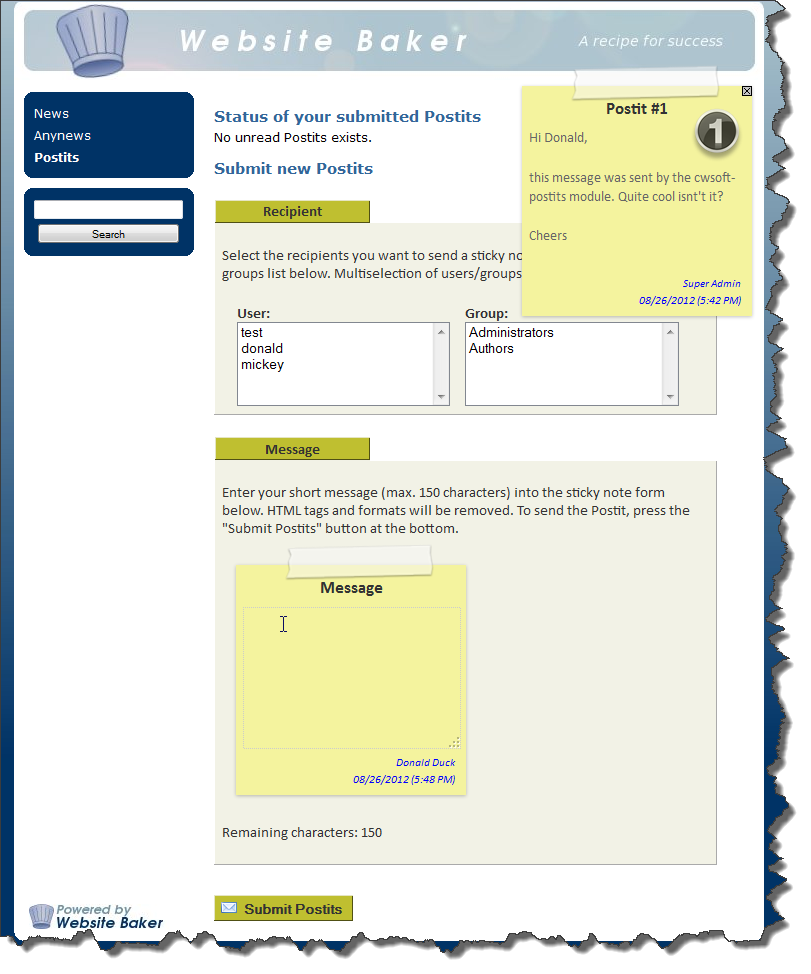 Website Baker
A recipe for success
News
Anynews
Postits
Search
Status of your submitted Postits
No unread Postits exists.
Submit new Postits
Postit #1
1
Hi Donald,
this message was sent by the cwsoft-
postits module. Quite cool isn't it?
Cheers
Super Admin
08/26/2012 (5:42 PM)
Recipient
Select the recipients you want to send a sticky
groups list below. Multiselection of users/groups
User:
test
donald
mickey
Group:
Administrators
Authors
Message
Enter your short message (max. 150 characters) into the sticky note form
below. HTML tags and formats will be removed. To send the Postit, press the
"Submit Postits" button at the bottom.
Message
Donald Duck
08/26/2012 (5:48 PM)
Remaining characters: 150
Submit Postits
Powered by
Website Baker